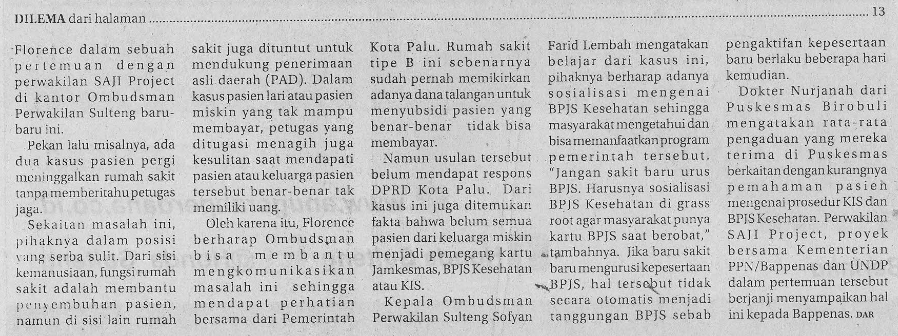 DILEMA dari halaman ........ 13
Florence dalam sebuah
pertemuan dengan
perwakilan SAJI Project
di kantor Ombudsman
Perwakilan Sulteng baru-
baru ini.
Pekan lalu misalnya, ada
dua kasus pasien pergi
meninggalkan rumah sakit
tanpa memberitahu petugas
jaga.
Sekaitan masalah ini,
pihaknya dalam posisi
yang serba sulit. Dari sisi
kemanusiaan, fungsi rumah
sakit adalah membantu
penyembuhan pasien,
namun di sisi lain rumah
sakit juga dituntut untuk
mendukung penerimaan
asli daerah (PAD). Dalam
kasus pasien lari atau pasien
miskin yang tak mampu
membayar, petugas yang
ditugasi menagih juga
kesulitan saat mendapati
pasien atau keluarga pasien
tersebut benar-benar tak
memiliki uang.
Oleh karena itu, Florence
berharap Ombudsman
bisa membantu
mengkomunikasikan
masalah ini sehingga
mendapat perhatian
bersama dari Pemerintah
Kota Palu. Rumah sakit
tipe B ini sebenarnya
sudah pernah memikirkan
adanya dana talangan untuk
menyubsidi pasien yang
benar-benar tidak bisa
membayar.
Namun usulan tersebut
belum mendapat respons
DPRD Kota Palu. Dari
kasus ini juga ditemukan
fakta bahwa belum semua
pasien dari keluarga miskin
menjadi pemegang kartu
Jamkesmas, BPJS Kesehatan
atau KIS.
Kepala Ombudsman
Perwakilan Sulteng Sofyan
Farid Lembah mengatakan
belajar dari kasus ini,
pihaknya berharap adanya
sosialisasi mengenai
BPJS Kesehatan sehingga
masyarakat mengetahui dan
bisa memanfaatkan program
pemerintah tersebut.
"Jangan sakit baru urus
BPJS. Harusnya sosialisasi
BPJS Kesehatan di grass
root agar masyarakat punya
kartu BPJS saat berobat,"
tambahnya. Jika baru sakit
baru mengurusi kepesertaan
BPJS, hal tersebut tidak
secara otomatis menjadi
tanggungan BPJS sebab
pengaktifan kepesertaan
baru berlaku beberapa hari
kemudian.
Dokter Nurjanah dari
Puskesmas Birobuli
mengatakan rata-rata
pengaduan yang mereka
terima di Puskesmas
berkaitan dengan kurangnya
pemahaman pasieh
mengenai prosedur KIS dan
BPJS Kesehatan. Perwakilan
SAJI Project, proyek
bersama Kementerian
PPN/Bappenas dan UNDP
dalam pertemuan tersebut
berjanji menyampaikan hal
ini kepada Bappenas. DAR